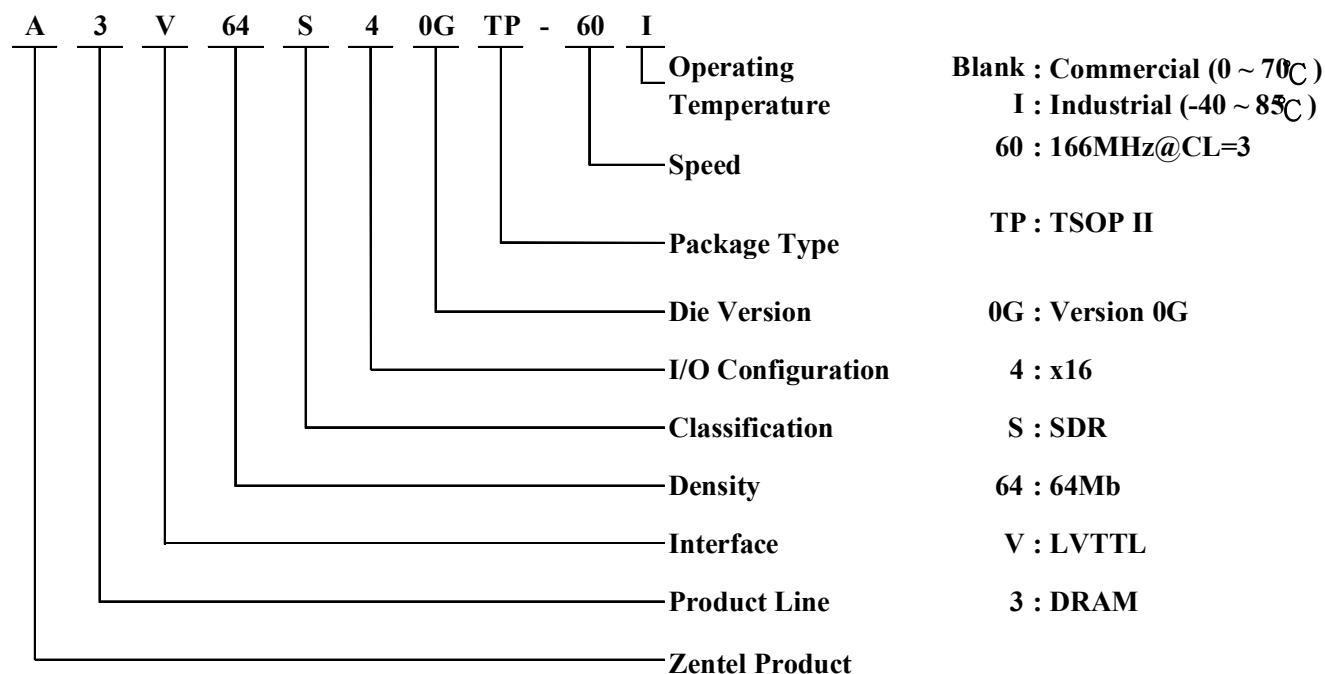 A 3 V 64 S 4 0G TP - 60 I
Operating Temperature
Blank : Commercial (0 ~ 70℃)
I : Industrial (-40 ~ 85℃)
Speed
60 : 166MHz@CL=3
Package Type
TP : TSOP II
Die Version
0G : Version 0G
I/O Configuration
4 : x16
Classification
S : SDR
Density
64 : 64Mb
Interface
V : LVTTL
Product Line
3 : DRAM
Zentel Product